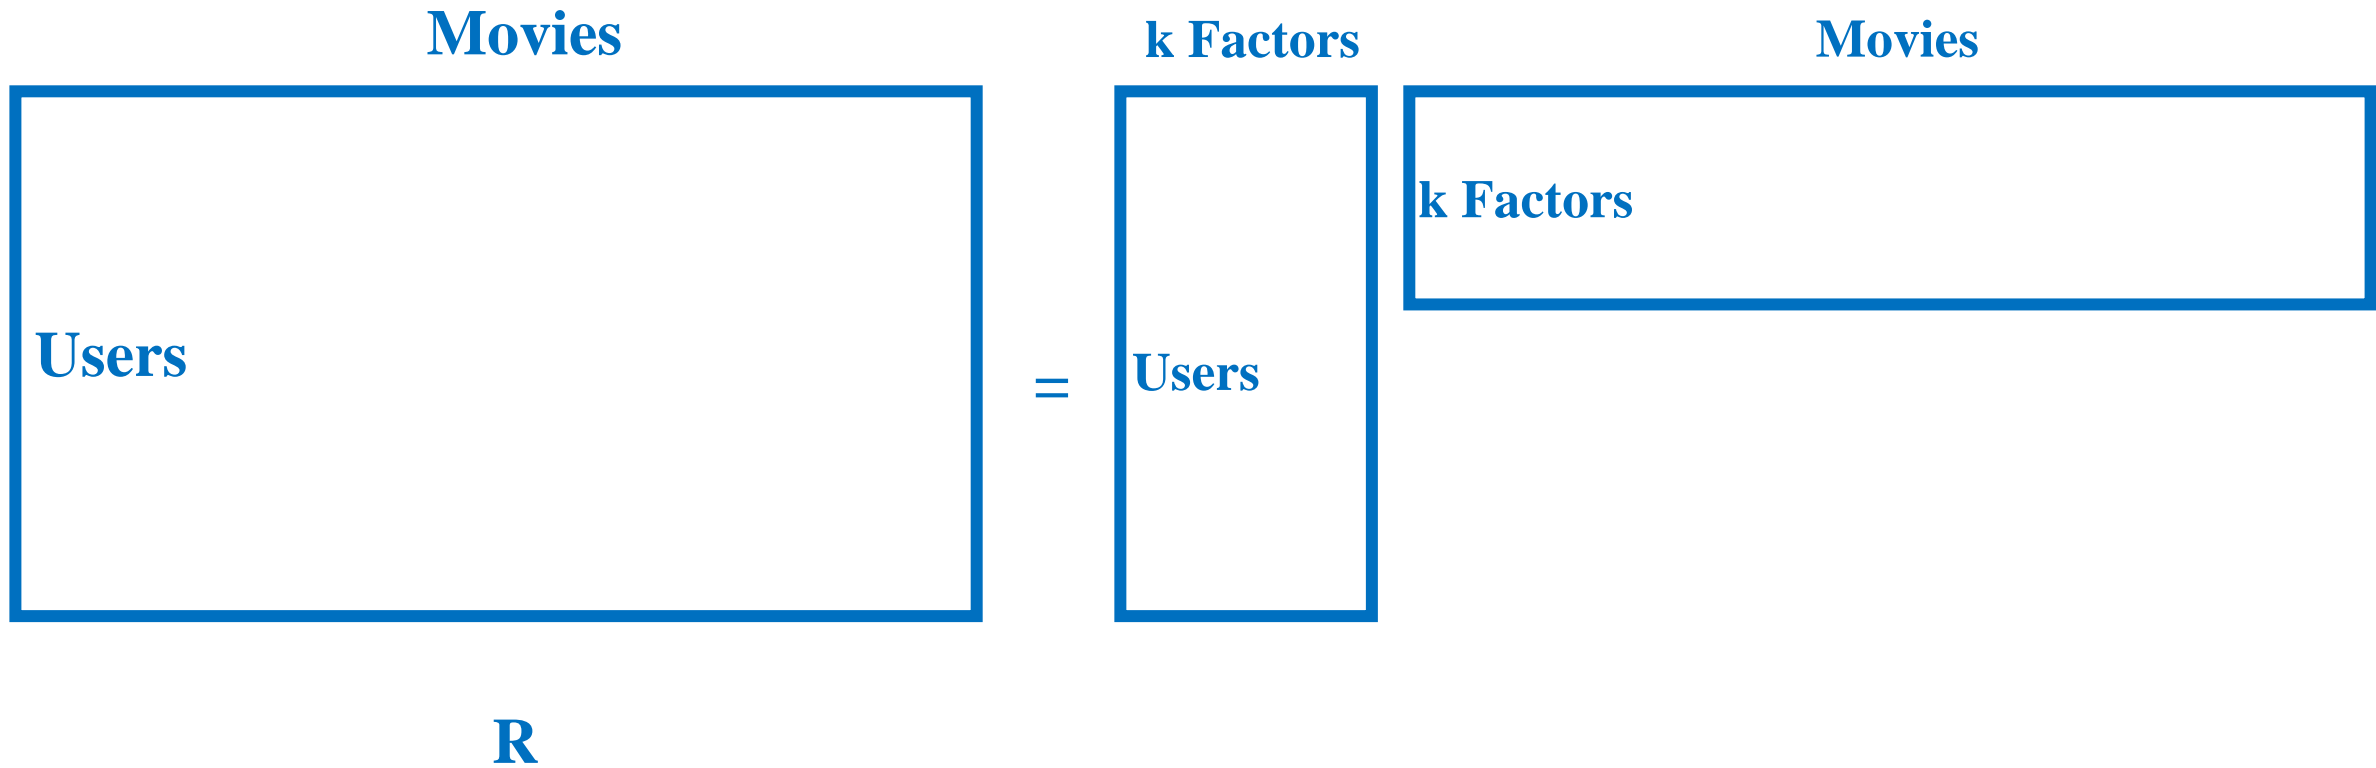 Movies
k Factors
Movies
k Factors
Users
=
Users
R